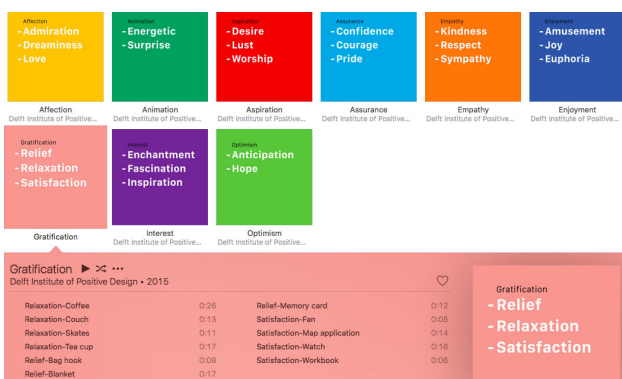 Affection
- Admiration
- Dreaminess
- Love
Affection
Delft Institute of Positive...
Animation
- Energetic
- Surprise
Animation
Delft Institute of Positive...
Aspiration
- Desire
- Lust
- Worship
Aspiration
Delft Institute of Positive...
Assurance
- Confidence
- Courage
- Pride
Assurance
Delft Institute of Positive...
Empathy
- Kindness
- Respect
- Sympathy
Empathy
Delft Institute of Positive...
Enjoyment
- Amusement
- Joy
- Euphoria
Enjoyment
Delft Institute of Positive...
Gratification
- Relief
- Relaxation
- Satisfaction
Gratification
Interest
- Enchantment
- Fascination
- Inspiration
Interest
Delft Institute of Positive...
Optimism
- Anticipation
- Hope
Optimism
Delft Institute of Positive...
Gratification
Delft Institute of Positive Design • 2015
Relaxation-Coffee 0:26
Relaxation-Couch 0:13
Relaxation-Skates 0:11
Relaxation-Tea cup 0:17
Relief-Bag hook 0:08
Relief-Blanket 0:17
Relief-Memory card 0:12
Satisfaction-Fan 0:05
Satisfaction-Map application 0:14
Satisfaction-Watch 0:16
Satisfaction-Workbook 0:06
Gratification
- Relief
- Relaxation
- Satisfaction